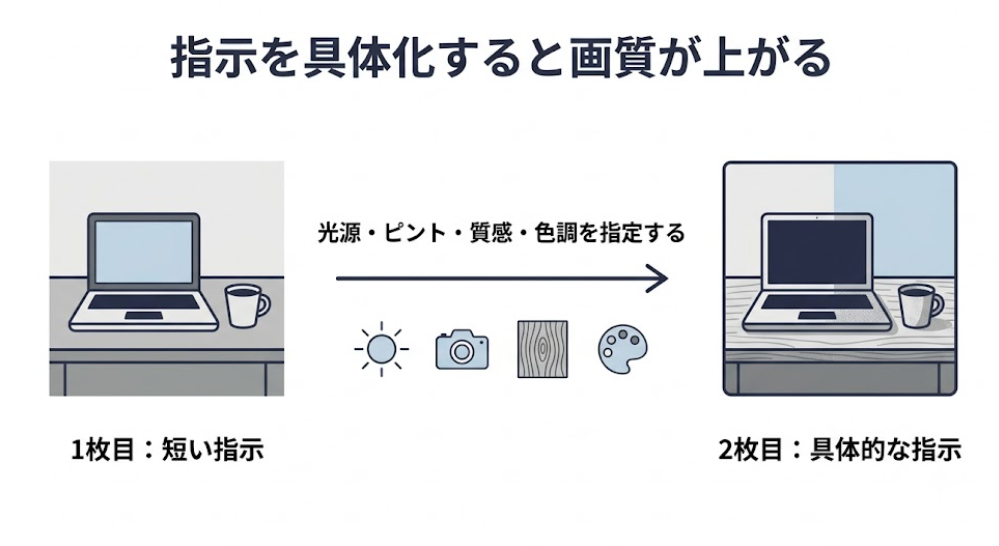 指示を具体化すると画質が上がる
光源・ピント・質感・色調を指定する
1枚目：短い指示
2枚目：具体的な指示